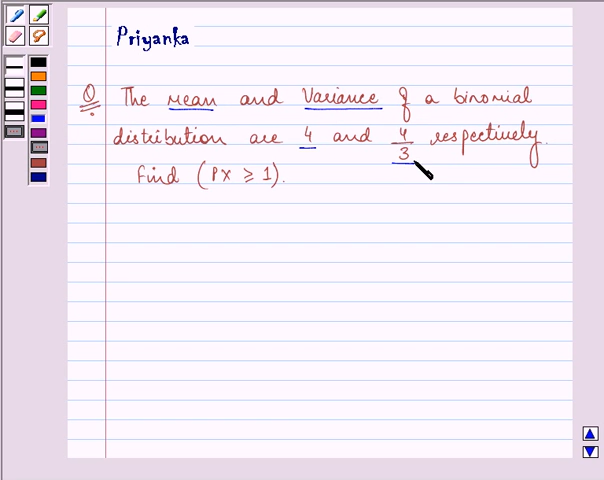 Priyanka
Q The mean and Variance of a binomial
distribution are 4 and 4/3 respectively.
Find (PX ≥ 1).